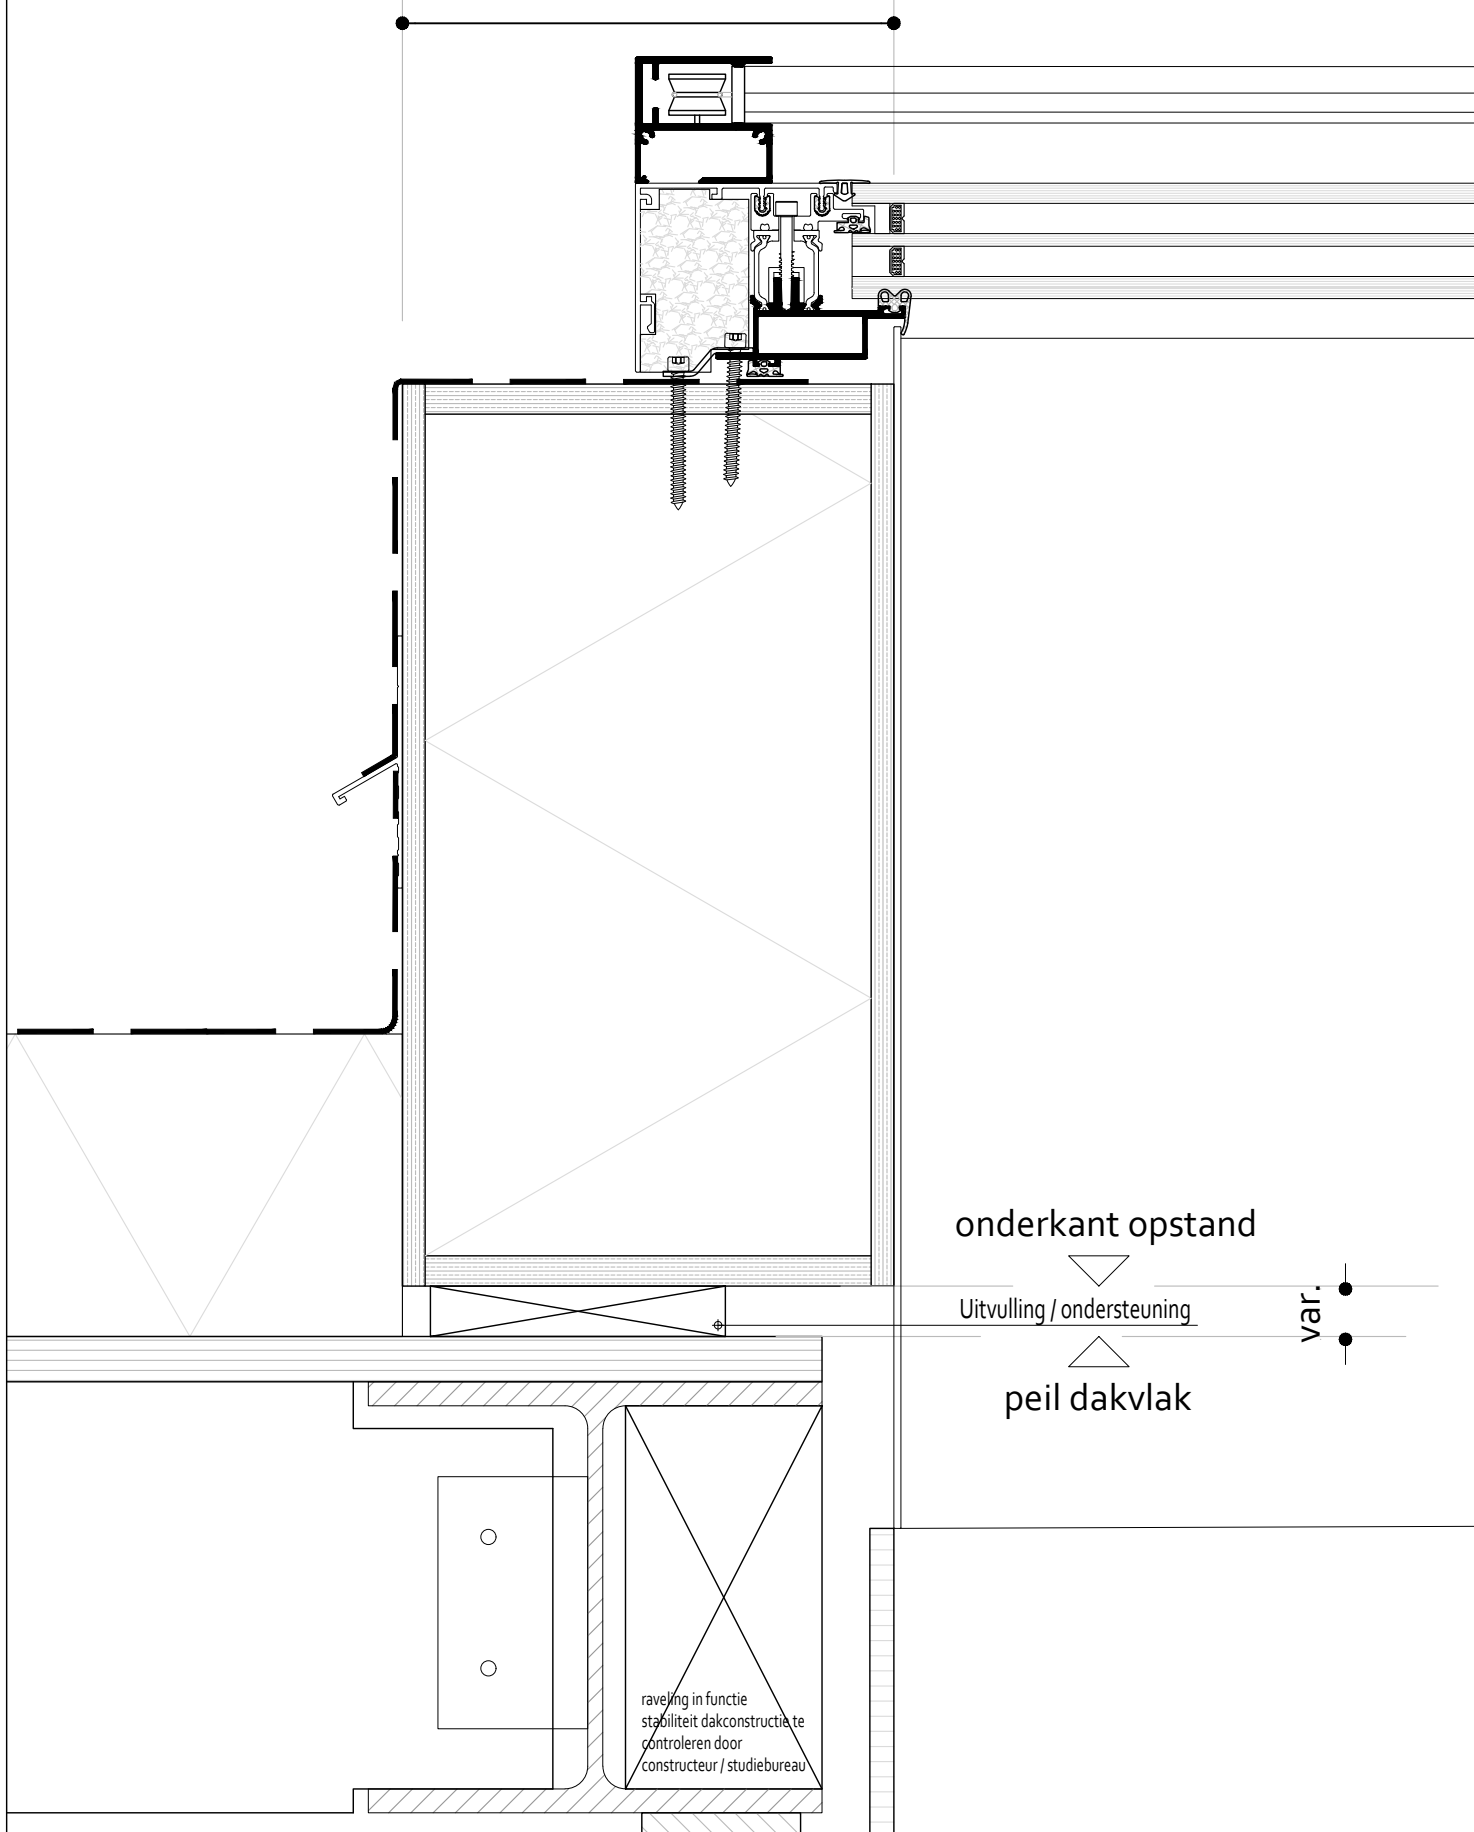 onderkant opstand
Uitvulling / ondersteuning
var.
peil dakvlak
raveling in functie
stabiliteit dakconstructie te
controleren door
constructeur / studiebureau